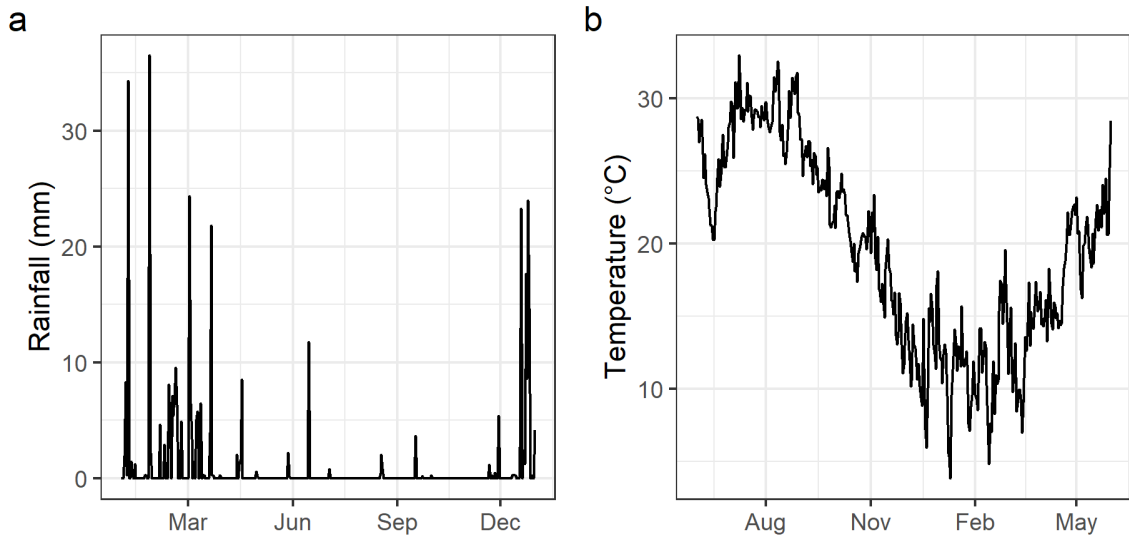 a
Rainfall (mm)
30
20
10
0
Mar Jun Sep Dec
b
Temperature (°C)
30
20
10
Aug Nov Feb May